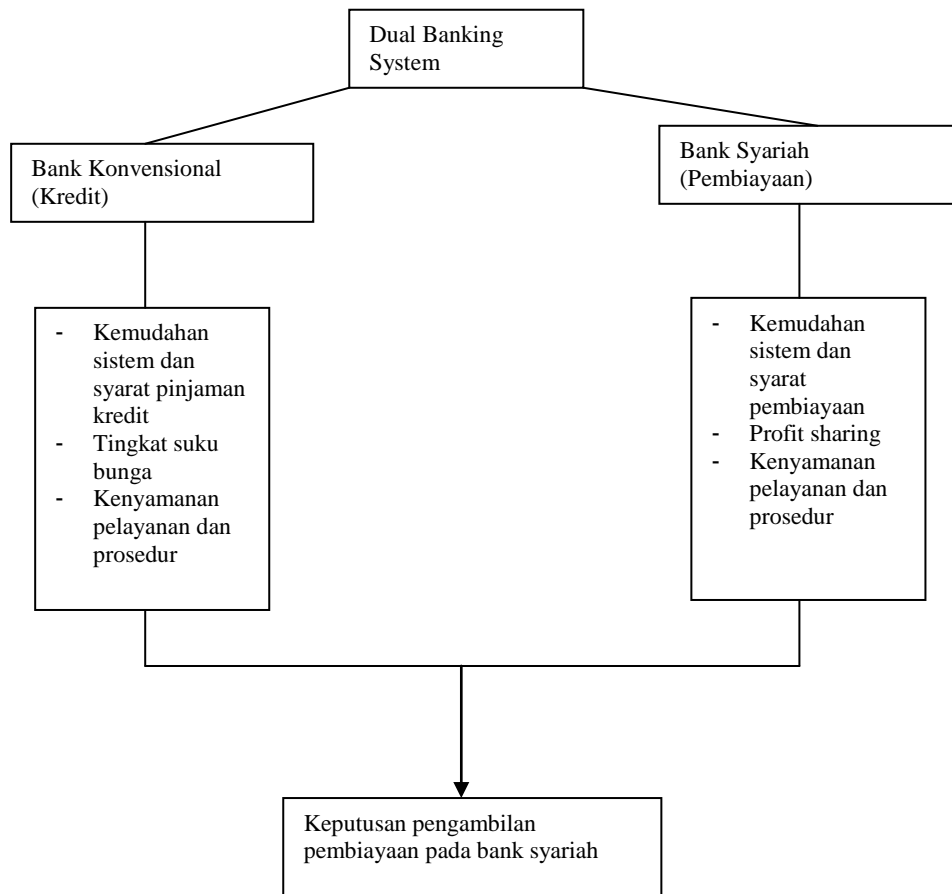 Dual Banking
System
Bank Konvensional
(Kredit)
Bank Syariah
(Pembiayaan)
- Kemudahan
sistem dan
syarat pinjaman
kredit
- Tingkat suku
bunga
- Kenyamanan
pelayanan dan
prosedur
- Kemudahan
sistem dan
syarat
pembiayaan
- Profit sharing
- Kenyamanan
pelayanan dan
prosedur
Keputusan pengambilan
pembiayaan pada bank syariah